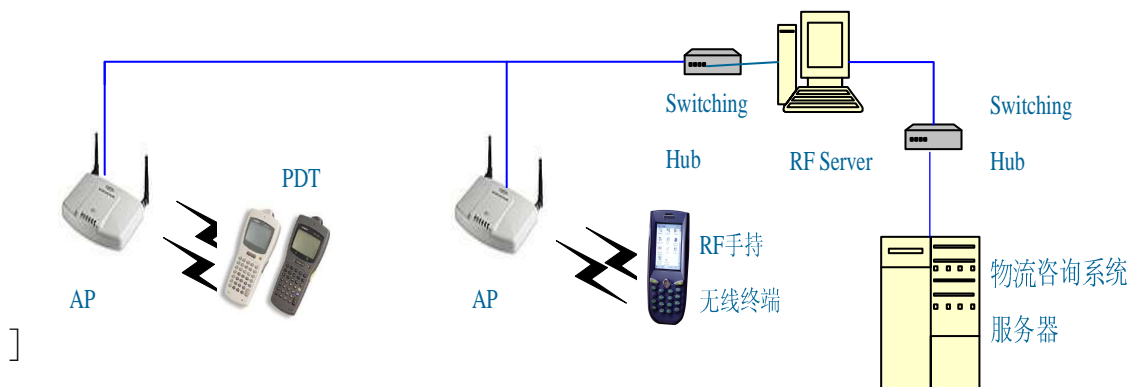 Switching
Hub
RF Server
Switching
Hub
PDT
AP
AP
RF手持
无线终端
物流咨询系统
服务器
]